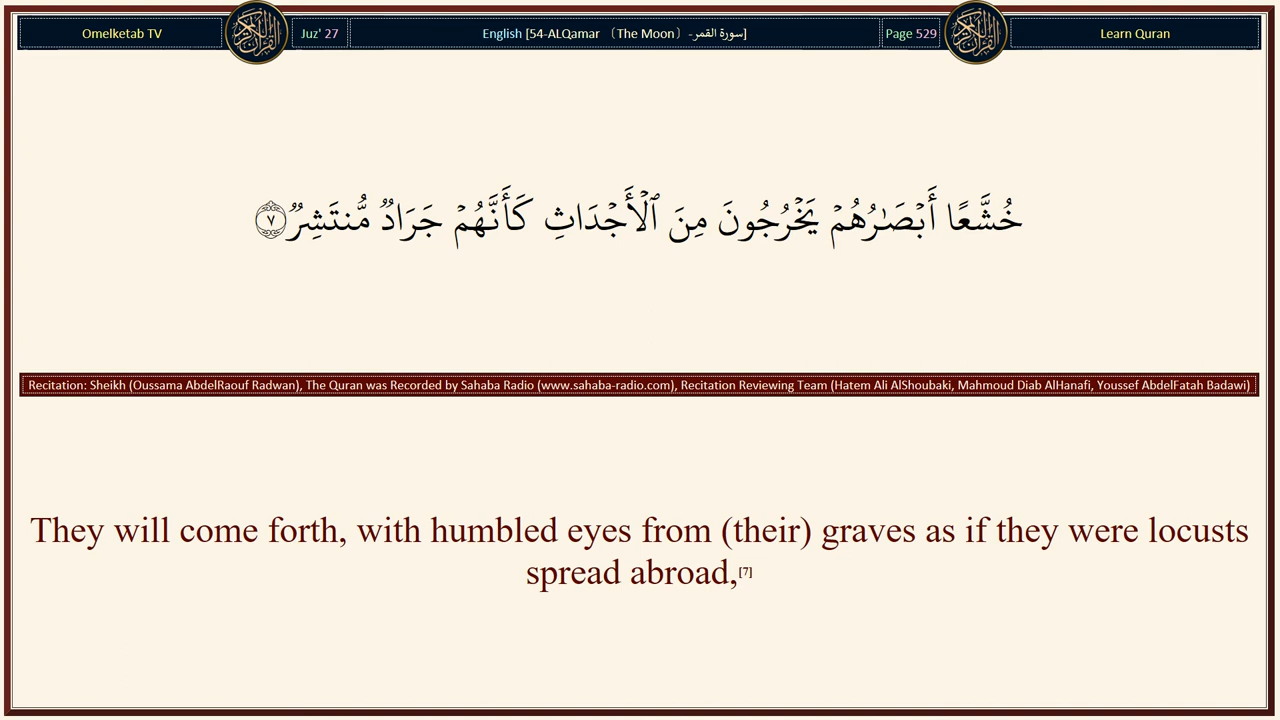 Omelketab TV
Juz' 27
English [54-ALQamar （The Moon） -سورة القمر]
Page 529
Learn Quran
خُشَّعًا أَبۡصَٰرُهُمۡ يَخۡرُجُونَ مِنَ ٱلۡأَجۡدَاثِ كَأَنَّهُمۡ جَرَادٞ مُّنتَشِرٞ ٧
Recitation: Sheikh (Oussama AbdelRaouf Radwan), The Quran was Recorded by Sahaba Radio (www.sahaba-radio.com), Recitation Reviewing Team (Hatem Ali AlShoubaki, Mahmoud Diab AlHanafi, Youssef AbdelFatah Badawi)
They will come forth, with humbled eyes from (their) graves as if they were locusts
spread abroad,[7]